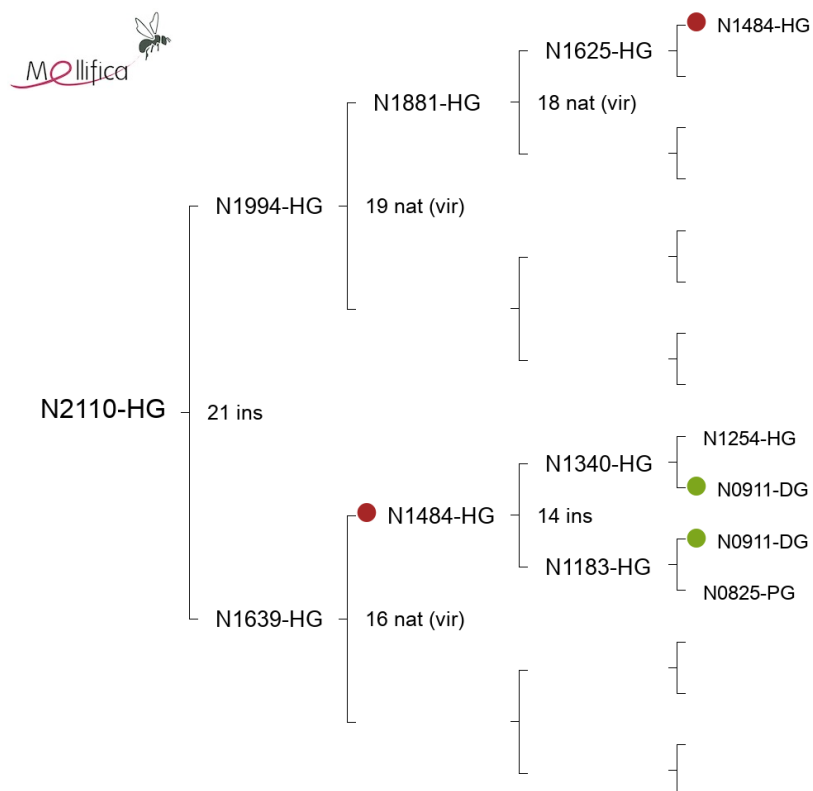 Mellifica
N1484-HG
N1625-HG
N1881-HG
18 nat (vir)
N1994-HG
19 nat (vir)
N2110-HG
21 ins
N1254-HG
N1340-HG
N0911-DG
N1484-HG
14 ins
N0911-DG
N1183-HG
N0825-PG
N1639-HG
16 nat (vir)